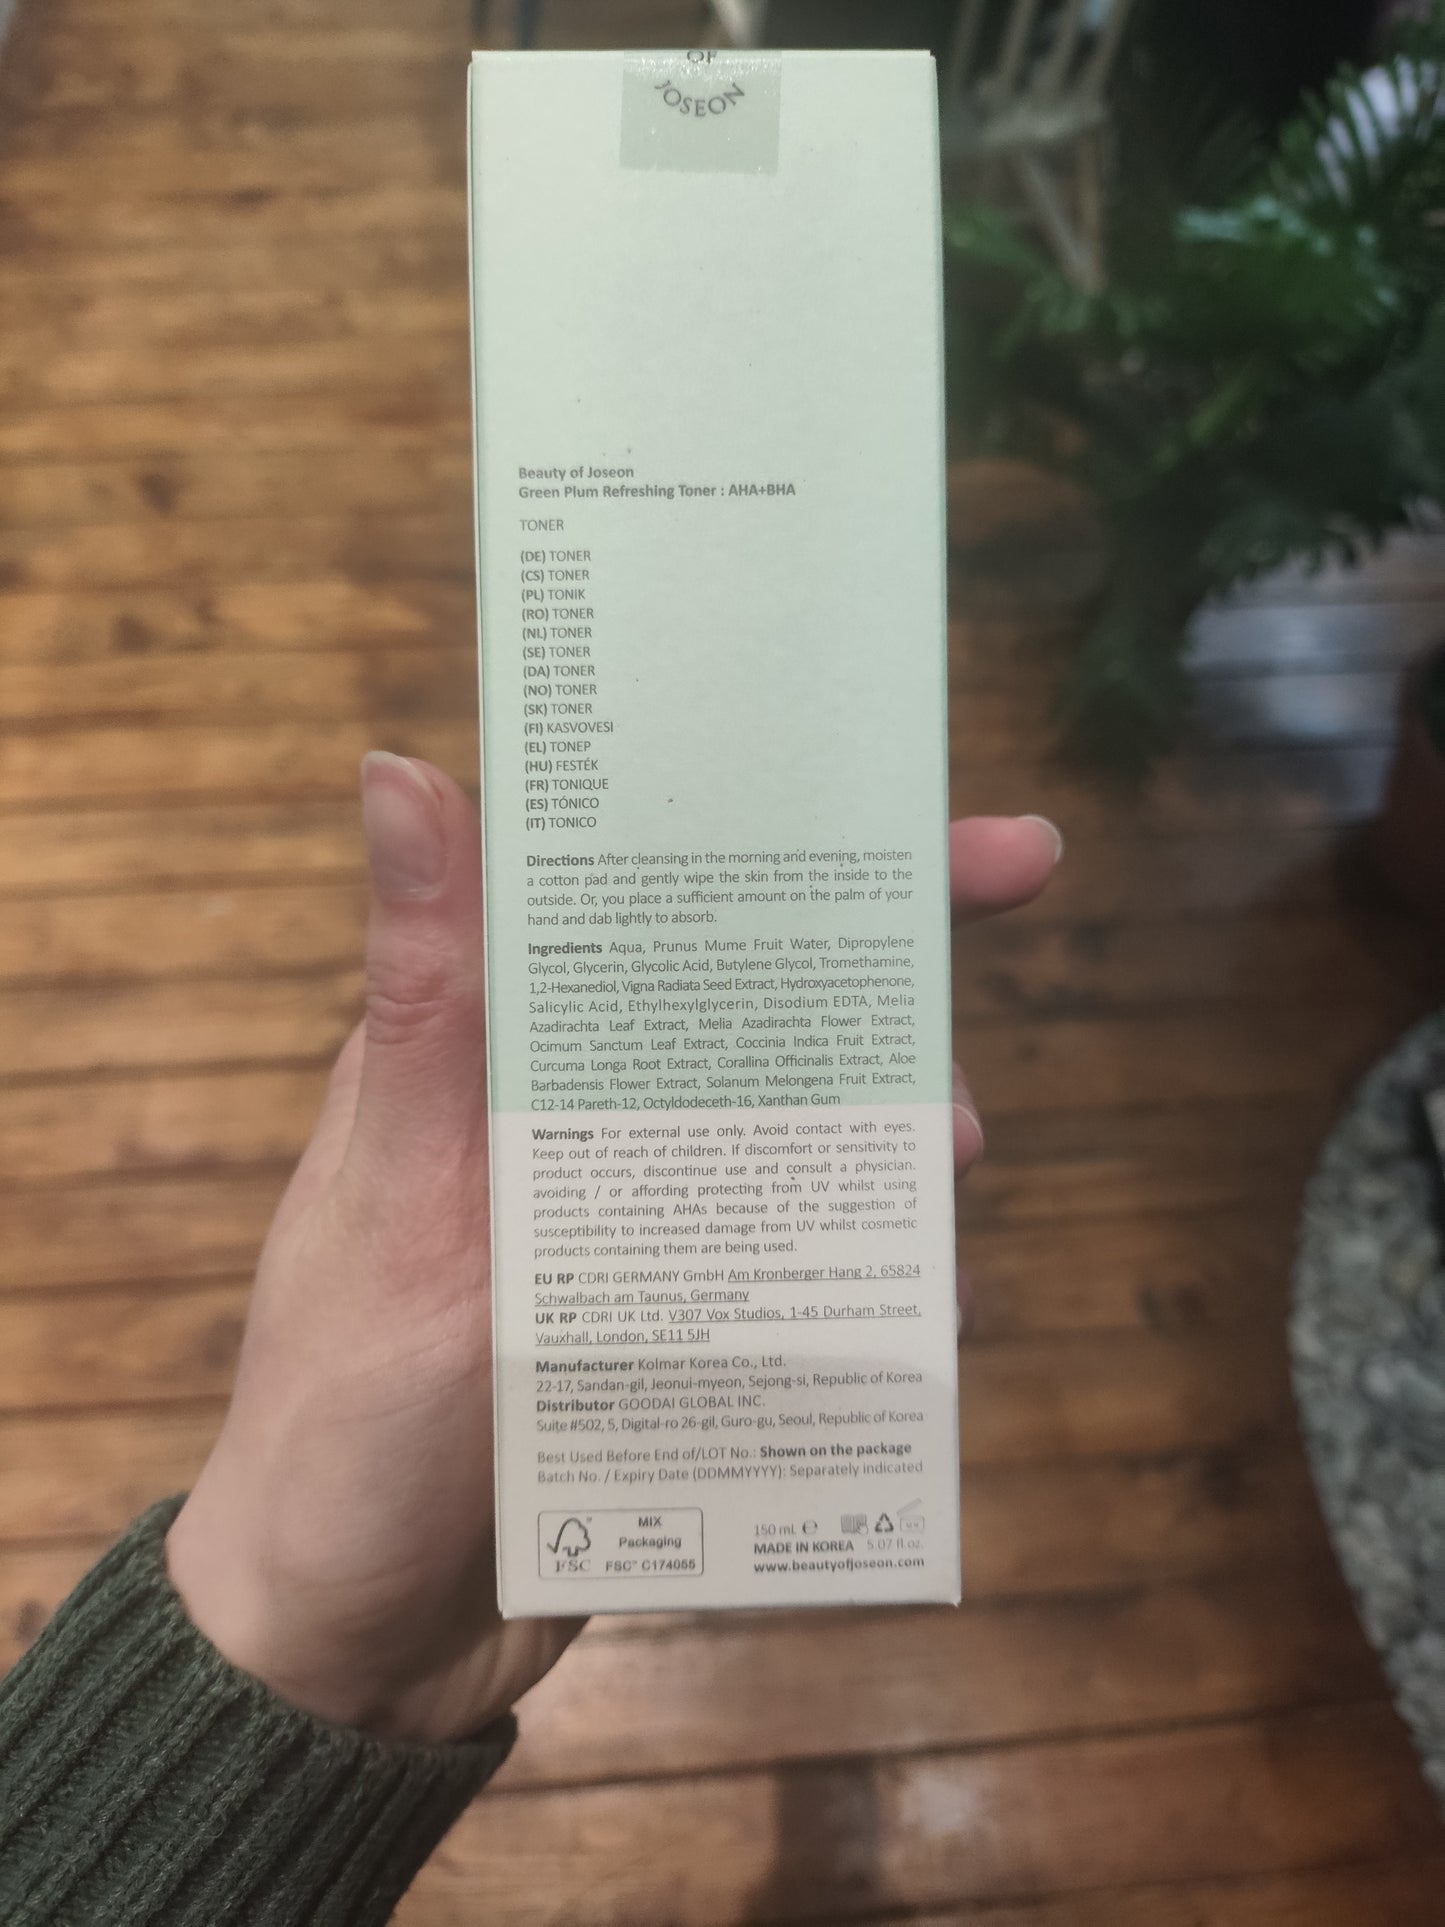 OF
JOSEON
Beauty of Joseon
Green Plum Refreshing Toner : AHA+BHA
TONER
(DE) TONER
(CS) TONER
(PL) TONIK
(RO) TONER
(NL) TONER
(SE) TONER
(DA) TONER
(NO) TONER
(SK) TONER
(FI) KASVOVESI
(EL) ΤΟΝΕΡ
(HU) FESTÉK
(FR) TONIQUE
(ES) TÓNICO
(IT) TONICO
Directions After cleansing in the morning and evening, moisten
a cotton pad and gently wipe the skin from the inside to the
outside. Or, you place a sufficient amount on the palm of your
hand and dab lightly to absorb.
Ingredients Aqua, Prunus Mume Fruit Water, Dipropylene
Glycol, Glycerin, Glycolic Acid, Butylene Glycol, Tromethamine,
1,2-Hexanediol, Vigna Radiata Seed Extract, Hydroxyacetophenone,
Salicylic Acid, Ethylhexylglycerin, Disodium EDTA, Melia
Azadirachta Leaf Extract, Melia Azadirachta Flower Extract,
Ocimum Sanctum Leaf Extract, Coccinia Indica Fruit Extract,
Curcuma Longa Root Extract, Corallina Officinalis Extract, Aloe
Barbadensis Flower Extract, Solanum Melongena Fruit Extract,
C12-14 Pareth-12, Octyldodeceth-16, Xanthan Gum
Warnings For external use only. Avoid contact with eyes.
Keep out of reach of children. If discomfort or sensitivity to
product occurs, discontinue use and consult a physician.
avoiding / or affording protecting from UV whilst using
products containing AHAs because of the suggestion of
susceptibility to increased damage from UV whilst cosmetic
products containing them are being used.
EU RP CDRI GERMANY GmbH Am Kronberger Hang 2, 65824
Schwalbach am Taunus, Germany
UK RP CDRI UK Ltd. V307 Vox Studios, 1-45 Durham Street,
Vauxhall, London, SE11 5JH
Manufacturer Kolmar Korea Co., Ltd.
22-17, Sandan-gil, Jeonui-myeon, Sejong-si, Republic of Korea
Distributor GOODAI GLOBAL INC.
Suite #502, 5, Digital-ro 26-gil, Guro-gu, Seoul, Republic of Korea
Best Used Before End of/LOT No.: Shown on the package
Batch No. / Expiry Date (DDMMYYYY): Separately indicated
MIX
Packaging
FSC FSC™ C174055
150 mL ℮
MADE IN KOREA 5.07 fl.oz.
www.beautyofjoseon.com